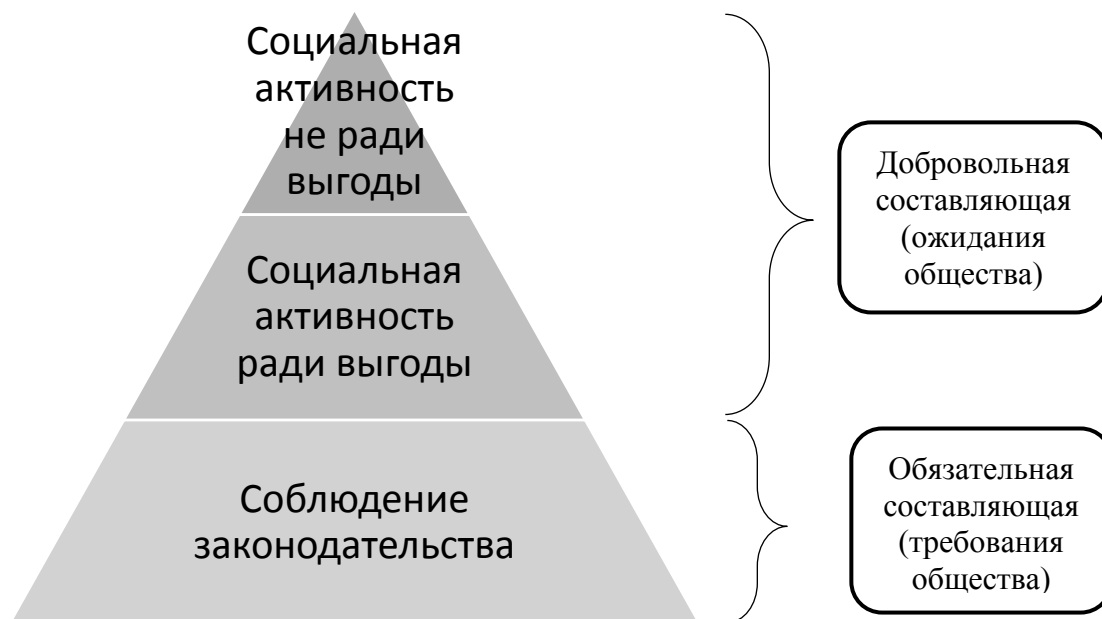 Социальная
активность
не ради
выгоды
Социальная
активность
ради выгоды
Соблюдение
законодательства
Добровольная
составляющая
(ожидания
общества)
Обязательная
составляющая
(требования
общества)